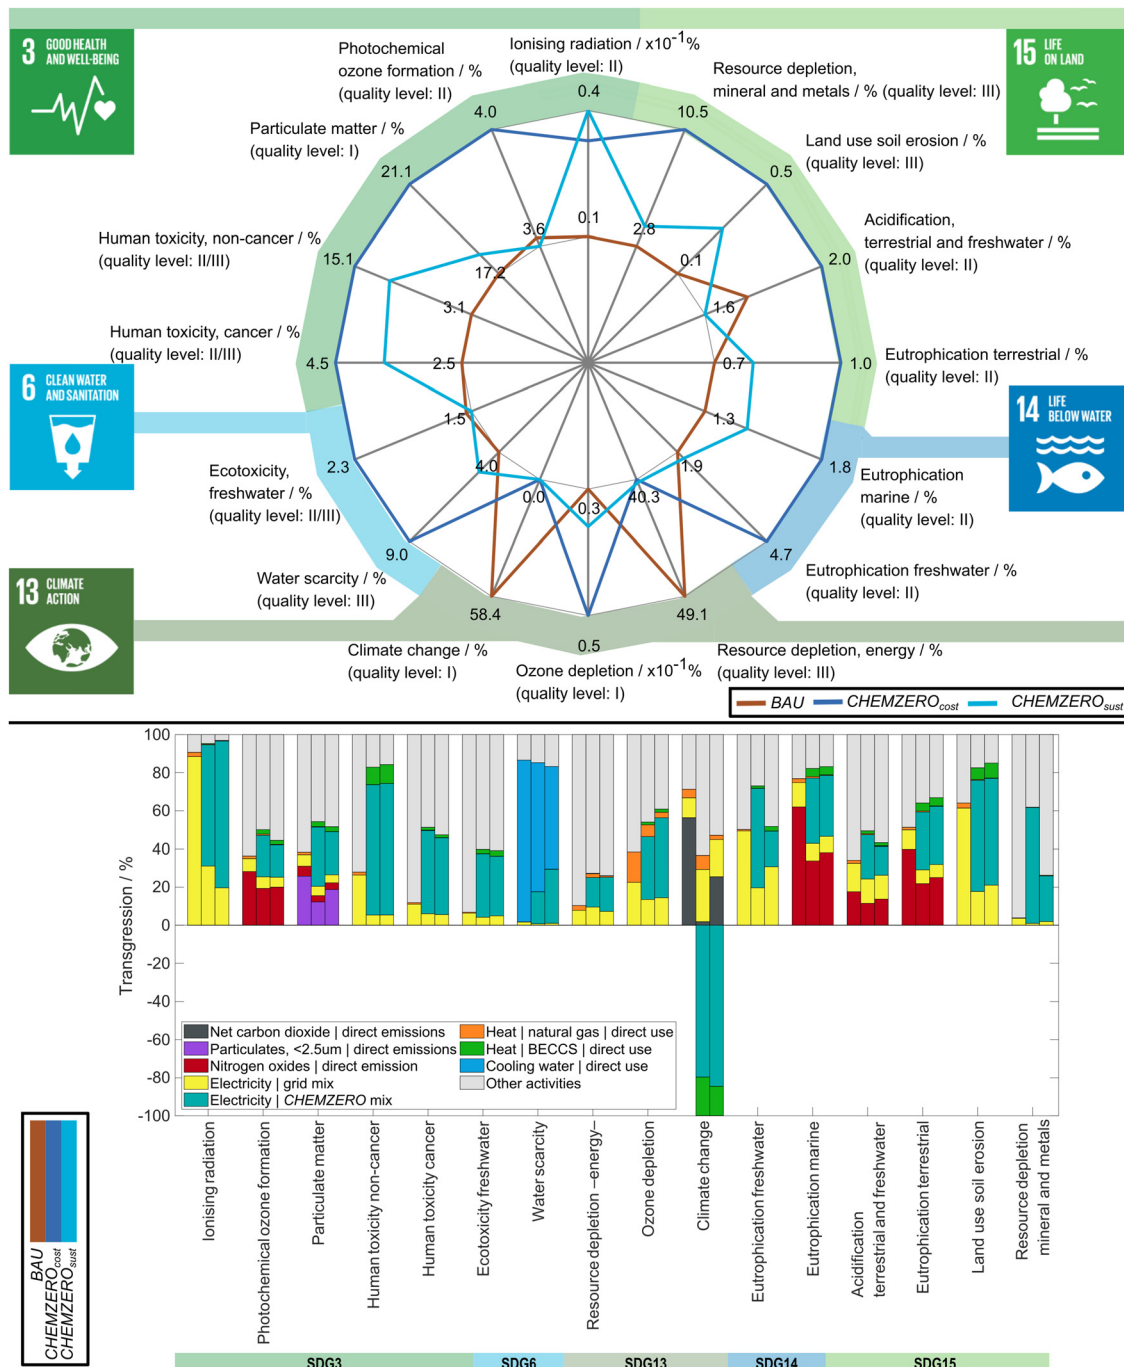 3 GOOD HEALTH
AND WELL-BEING
Photochemical
ozone formation / %
(quality level: II)
Ionising radiation / x10-1%
(quality level: II)
Resource depletion,
mineral and metals / % (quality level: III)
15 LIFE
ON LAND
Particulate matter / %
(quality level: I)
Land use soil erosion / %
(quality level: III)
Human toxicity, non-cancer / %
(quality level: II/III)
Acidification,
terrestrial and freshwater / %
(quality level: II)
Human toxicity, cancer / %
(quality level: II/III)
Eutrophication terrestrial / %
(quality level: II)
6 CLEAN WATER
AND SANITATION
14 LIFE
BELOW WATER
Ecotoxicity,
freshwater / %
(quality level: II/III)
Eutrophication
marine / %
(quality level: II)
Water scarcity / %
(quality level: III)
Eutrophication freshwater / %
(quality level: II)
13 CLIMATE
ACTION
Climate change / %
(quality level: I)
Ozone depletion / x10-1%
(quality level: I)
Resource depletion, energy / %
(quality level: III)
0.4
4.0
10.5
21.1
0.5
15.1
2.0
4.5
1.0
2.3
1.8
9.0
4.7
58.4
0.5
49.1
0.1
3.6
2.8
17.2
0.1
3.1
1.6
2.5
0.7
1.5
1.3
4.0
1.9
0.0
0.3
40.3
BAU CHEMZEROcost CHEMZEROsust
Transgression / %
100
80
60
40
20
0
-20
-40
-60
-80
-100
Net carbon dioxide | direct emissions
Particulates, <2.5um | direct emissions
Nitrogen oxides | direct emission
Electricity | grid mix
Electricity | CHEMZERO mix
Heat | natural gas | direct use
Heat | BECCS | direct use
Cooling water | direct use
Other activities
Ionising radiation
Photochemical ozone formation
Particulate matter
Human toxicity non-cancer
Human toxicity cancer
Ecotoxicity freshwater
Water scarcity
Resource depletion –energy–
Ozone depletion
Climate change
Eutrophication freshwater
Eutrophication marine
Acidification
terrestrial and freshwater
Eutrophication terrestrial
Land use soil erosion
Resource depletion
mineral and metals
BAU
CHEMZEROcost
CHEMZEROsust
SDG3 SDG6 SDG13 SDG14 SDG15